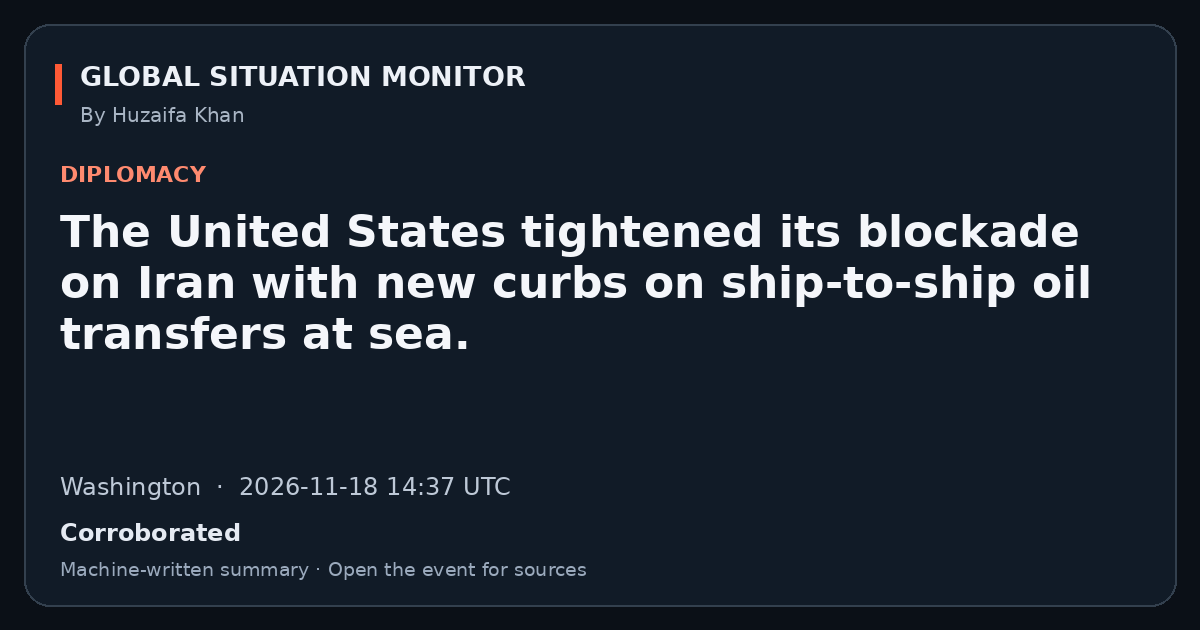 GLOBAL SITUATION MONITOR
By Huzaifa Khan
DIPLOMACY
The United States tightened its blockade
on Iran with new curbs on ship-to-ship oil
transfers at sea.
Washington · 2026-11-18 14:37 UTC
Corroborated
Machine-written summary · Open the event for sources